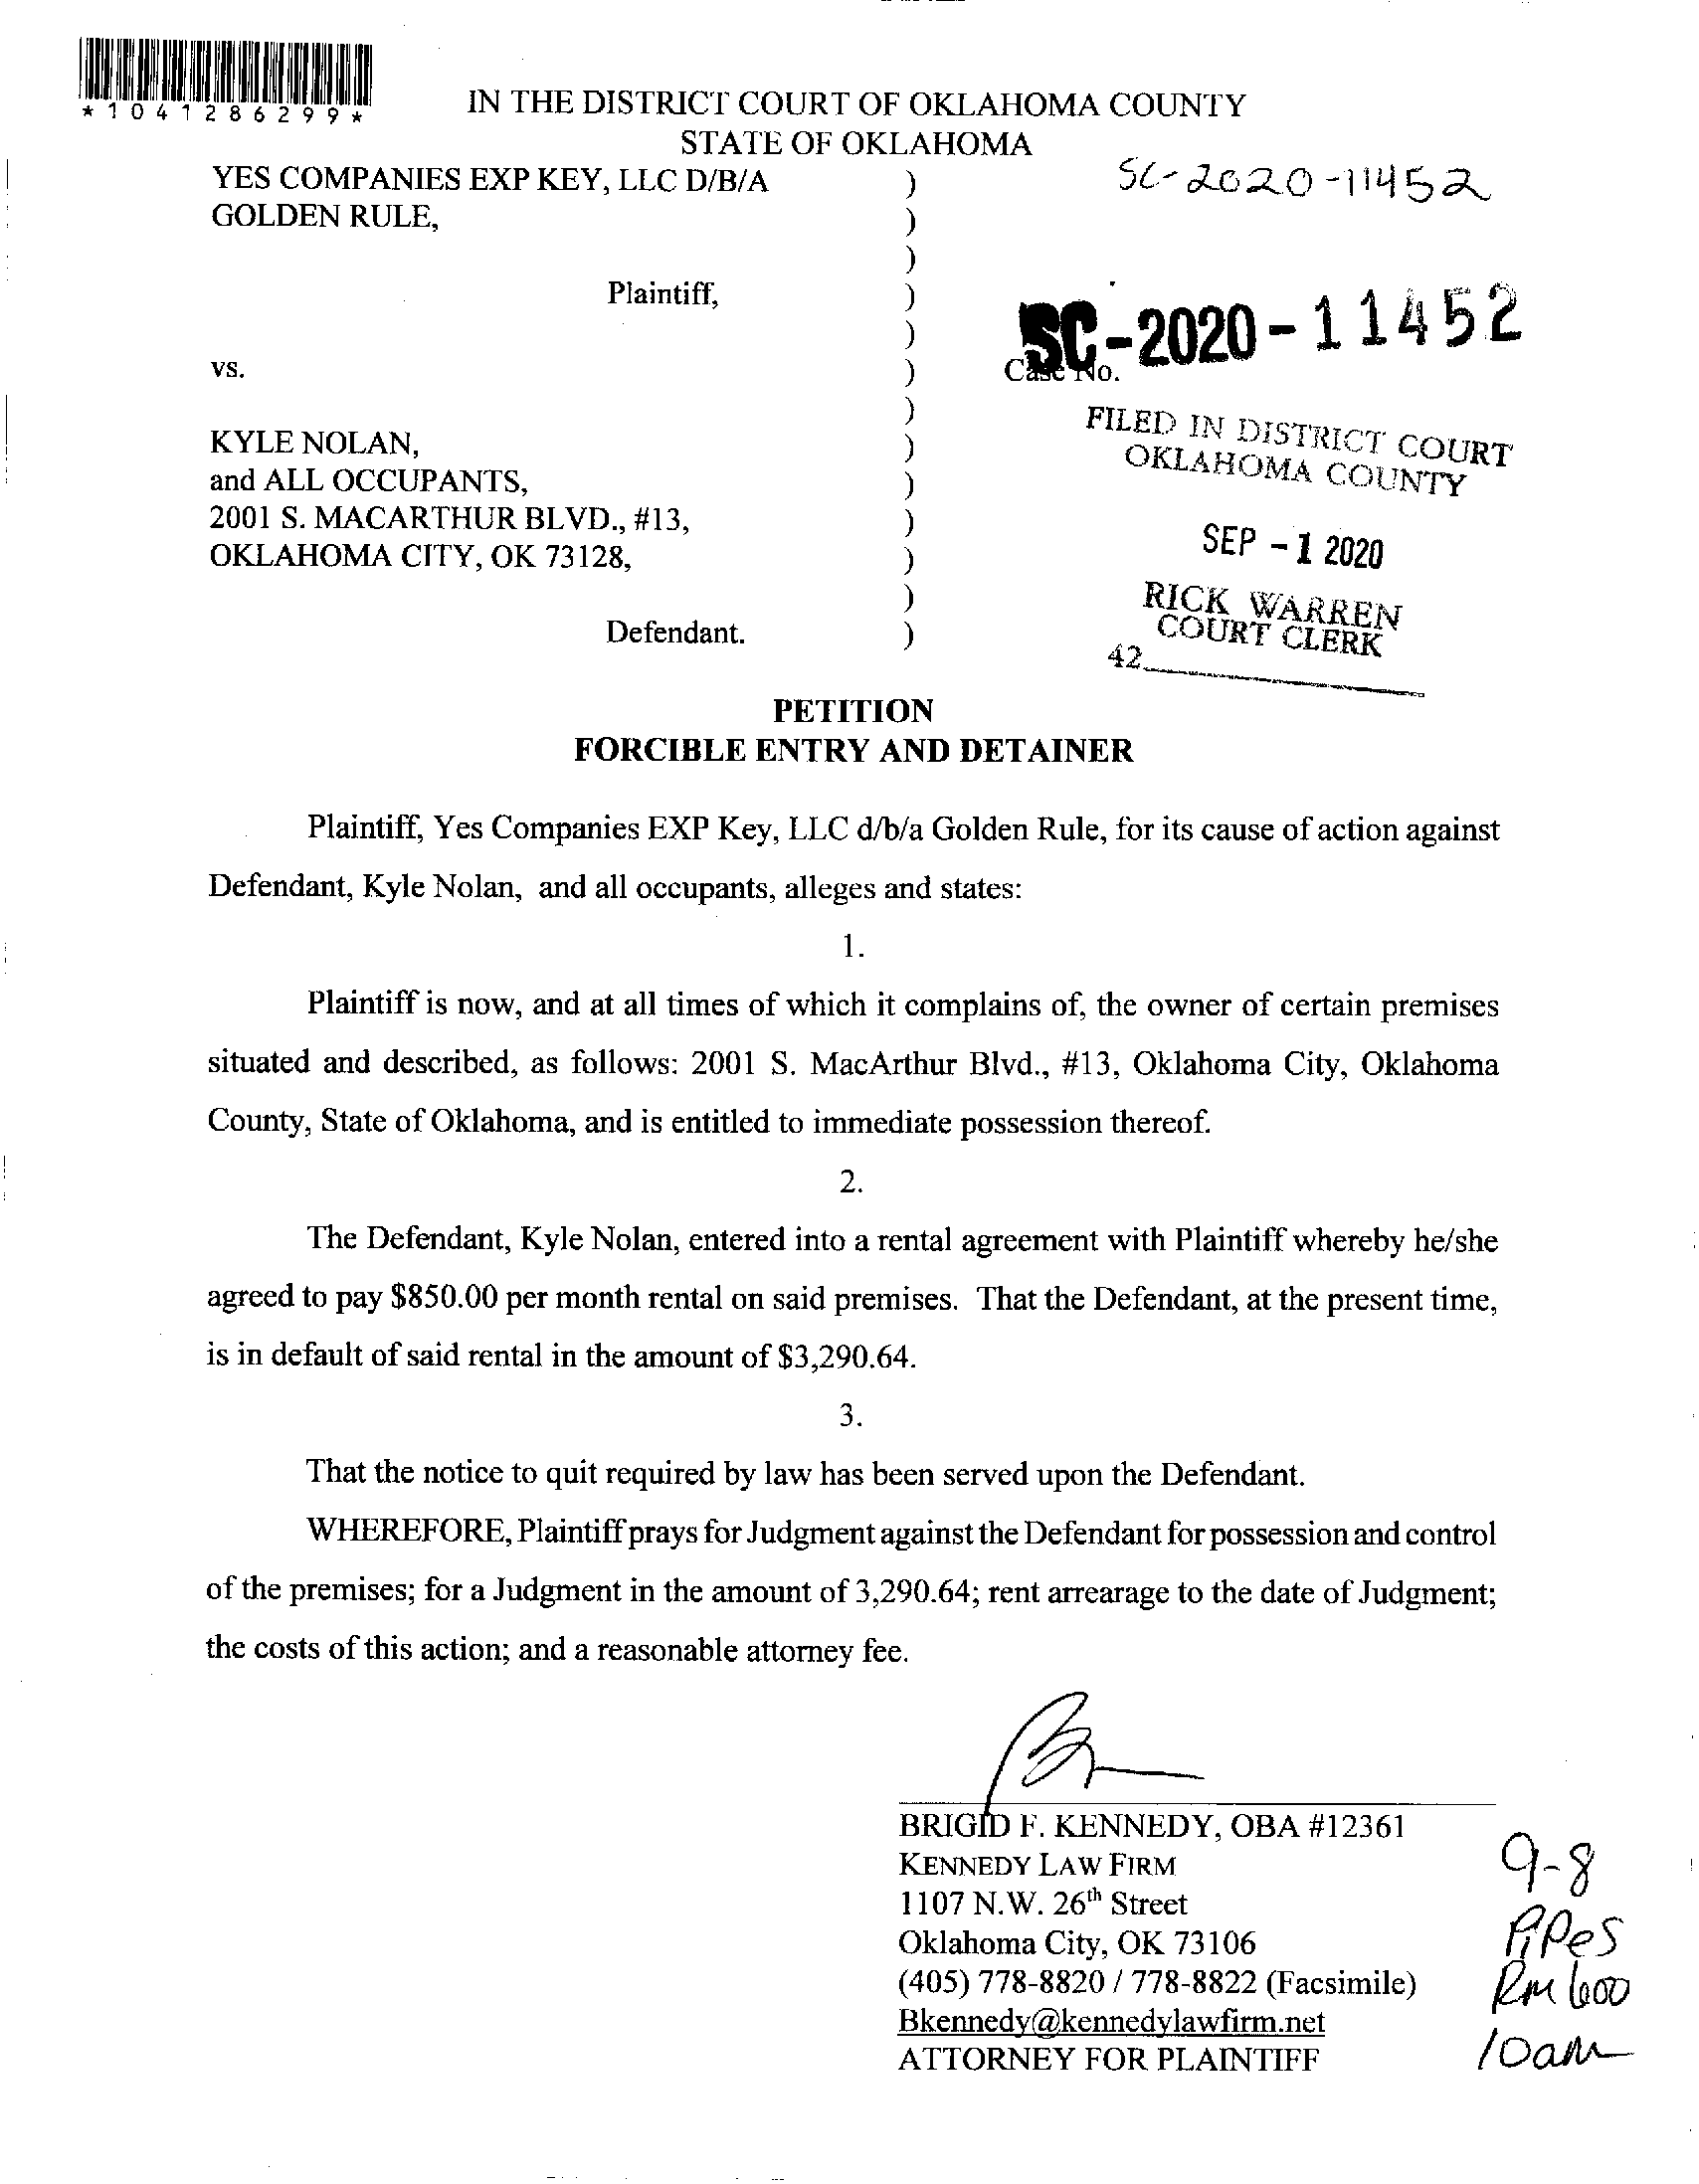 *1041286299*
IN THE DISTRICT COURT OF OKLAHOMA COUNTY
STATE OF OKLAHOMA
YES COMPANIES EXP KEY, LLC D/B/A )
GOLDEN RULE, )
)
Plaintiff, )
)
vs. )
)
KYLE NOLAN, )
and ALL OCCUPANTS, )
2001 S. MACARTHUR BLVD., #13, )
OKLAHOMA CITY, OK 73128, )
)
Defendant. )
SC-2020-11452
SC-2020-11452
Case No.
FILED IN DISTRICT COURT
OKLAHOMA COUNTY
SEP -1 2020
RICK WARREN
COURT CLERK
42
PETITION
FORCIBLE ENTRY AND DETAINER
Plaintiff, Yes Companies EXP Key, LLC d/b/a Golden Rule, for its cause of action against
Defendant, Kyle Nolan, and all occupants, alleges and states:
1.
Plaintiff is now, and at all times of which it complains of, the owner of certain premises
situated and described, as follows: 2001 S. MacArthur Blvd., #13, Oklahoma City, Oklahoma
County, State of Oklahoma, and is entitled to immediate possession thereof.
2.
The Defendant, Kyle Nolan, entered into a rental agreement with Plaintiff whereby he/she
agreed to pay $850.00 per month rental on said premises. That the Defendant, at the present time,
is in default of said rental in the amount of $3,290.64.
3.
That the notice to quit required by law has been served upon the Defendant.
WHEREFORE, Plaintiff prays for Judgment against the Defendant for possession and control
of the premises; for a Judgment in the amount of 3,290.64; rent arrearage to the date of Judgment;
the costs of this action; and a reasonable attorney fee.
BRIGID F. KENNEDY, OBA #12361
KENNEDY LAW FIRM
1107 N.W. 26th Street
Oklahoma City, OK 73106
(405) 778-8820 / 778-8822 (Facsimile)
Bkennedy@kennedylawfirm.net
ATTORNEY FOR PLAINTIFF
9-8
PiPes
Rm 600
10am